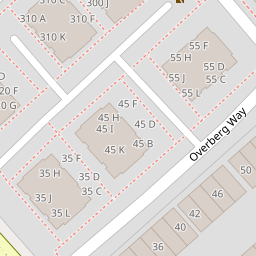 300 J
310 F
310 A
310 K
55 F
55 H
55 D
55 J
55 C
55 L
20 F
0 G
45 F
45 H
45 I
45 D
45 B
45 K
Overberg Way
35 F
35 H
35 D
35 C
35 J
35 L
50
46
42
40
36